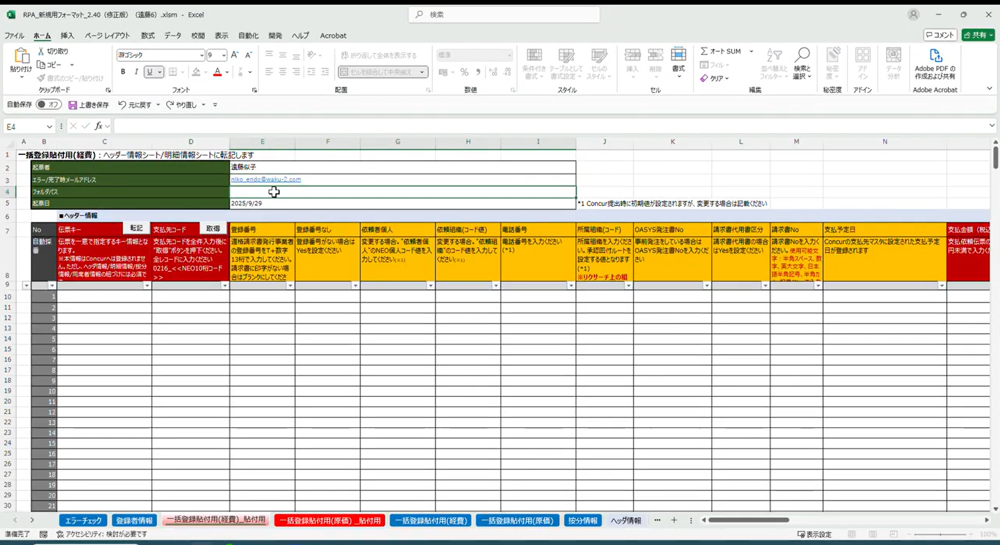 RPA_新規用フォーマット_2.40（修正版）（遠藤6）.xlsm - Excel
検索
ファイル ホーム 挿入 ページ レイアウト 数式 データ 校閲 表示 自動化 開発 ヘルプ Acrobat
コメント 共有
貼り付け 切り取り コピー 書式のコピー/貼り付け
クリップボード
游ゴシック 9
B I U
フォント
折り返して全体を表示する
セルを結合して中央揃え
配置
標準
数値
条件付き書式 テーブルとして書式設定 セルのスタイル
スタイル
挿入 削除 書式
セル
オート SUM
フィル
クリア
並べ替えとフィルター 検索と選択
編集
秘密度
秘密度
アドイン
アドイン
データ分析
Adobe PDF の作成および共有
Adobe Acrobat
自動保存 オフ 上書き保存 元に戻す やり直し
E4 fx
A B C D E F G H I J K L M N
1 一括登録貼付用(経費)：ヘッダー情報シート/明細情報シートに転記します
2 起票者 遠藤似子
3 エラー/完了時メールアドレス niko_endo@waku-2.com
4 フォルダパス
5 起票日 2025/9/29 *1 Concur提出時に初期値が設定されますが、変更する場合は記載ください
6 ■ヘッダー情報
7 No 伝票キー 転記 支払先コード 取得 登録番号 登録番号なし 依頼者個人 依頼組織(コード値) 電話番号 所属組織(コード) OASYS発注書No 請求書代用書区分 請求書No 支払予定日 支払金額（税込
8
自動採番
伝票を一意で指定するキー情報となります。
※本情報はConcurへは登録されません。ただし、ヘッダ情報/明細情報/按分情報/同席者情報の紐づけには必須で
支払先コードを全件入力後に"取得"ボタンを押下ください。
全レコードに入力ください
0216_<<NEO10桁コード>>
適格請求書発行事業者の登録番号をT+数字13桁で入力してください。
請求書に印字がない場合はブランクにしてくださ
登録番号がない場合はYesを設定ください
変更する場合。"依頼者個人"のNEO個人コード値を入力してください(※1)
変更する場合。"依頼組織"のコード値を入力してください(※1)
電話番号を入力ください(*1)
所属組織を入力ください。承認回付ルートを設定する値となります(*1)
※リクサーチ上の組
事前発注をしている場合はOASYS発注書Noを入力ください
請求書代用書の場合はYesを設定ください
請求書Noを入力ください。使用可能文字：半角スペース、数字、英大文字、日本語半角記号、半角カ
Concurの支払先マスタに設定された支払予定日が登録されます
支払依頼伝票の
円未満で入力く
9
10 1
11 2
12 3
13 4
14 5
15 6
16 7
17 8
18 9
19 10
20 11
21 12
22 13
23 14
24 15
25 16
26 17
27 18
28 19
29 20
30 21
エラーチェック 登録者情報 一括登録貼付用(経費)_貼付用 一括登録貼付用(原価) _貼付用 一括登録貼付用(経費) 一括登録貼付用(原価) 按分情報 ヘッダ情報
準備完了 アクセシビリティ: 検討が必要です 表示設定 100%